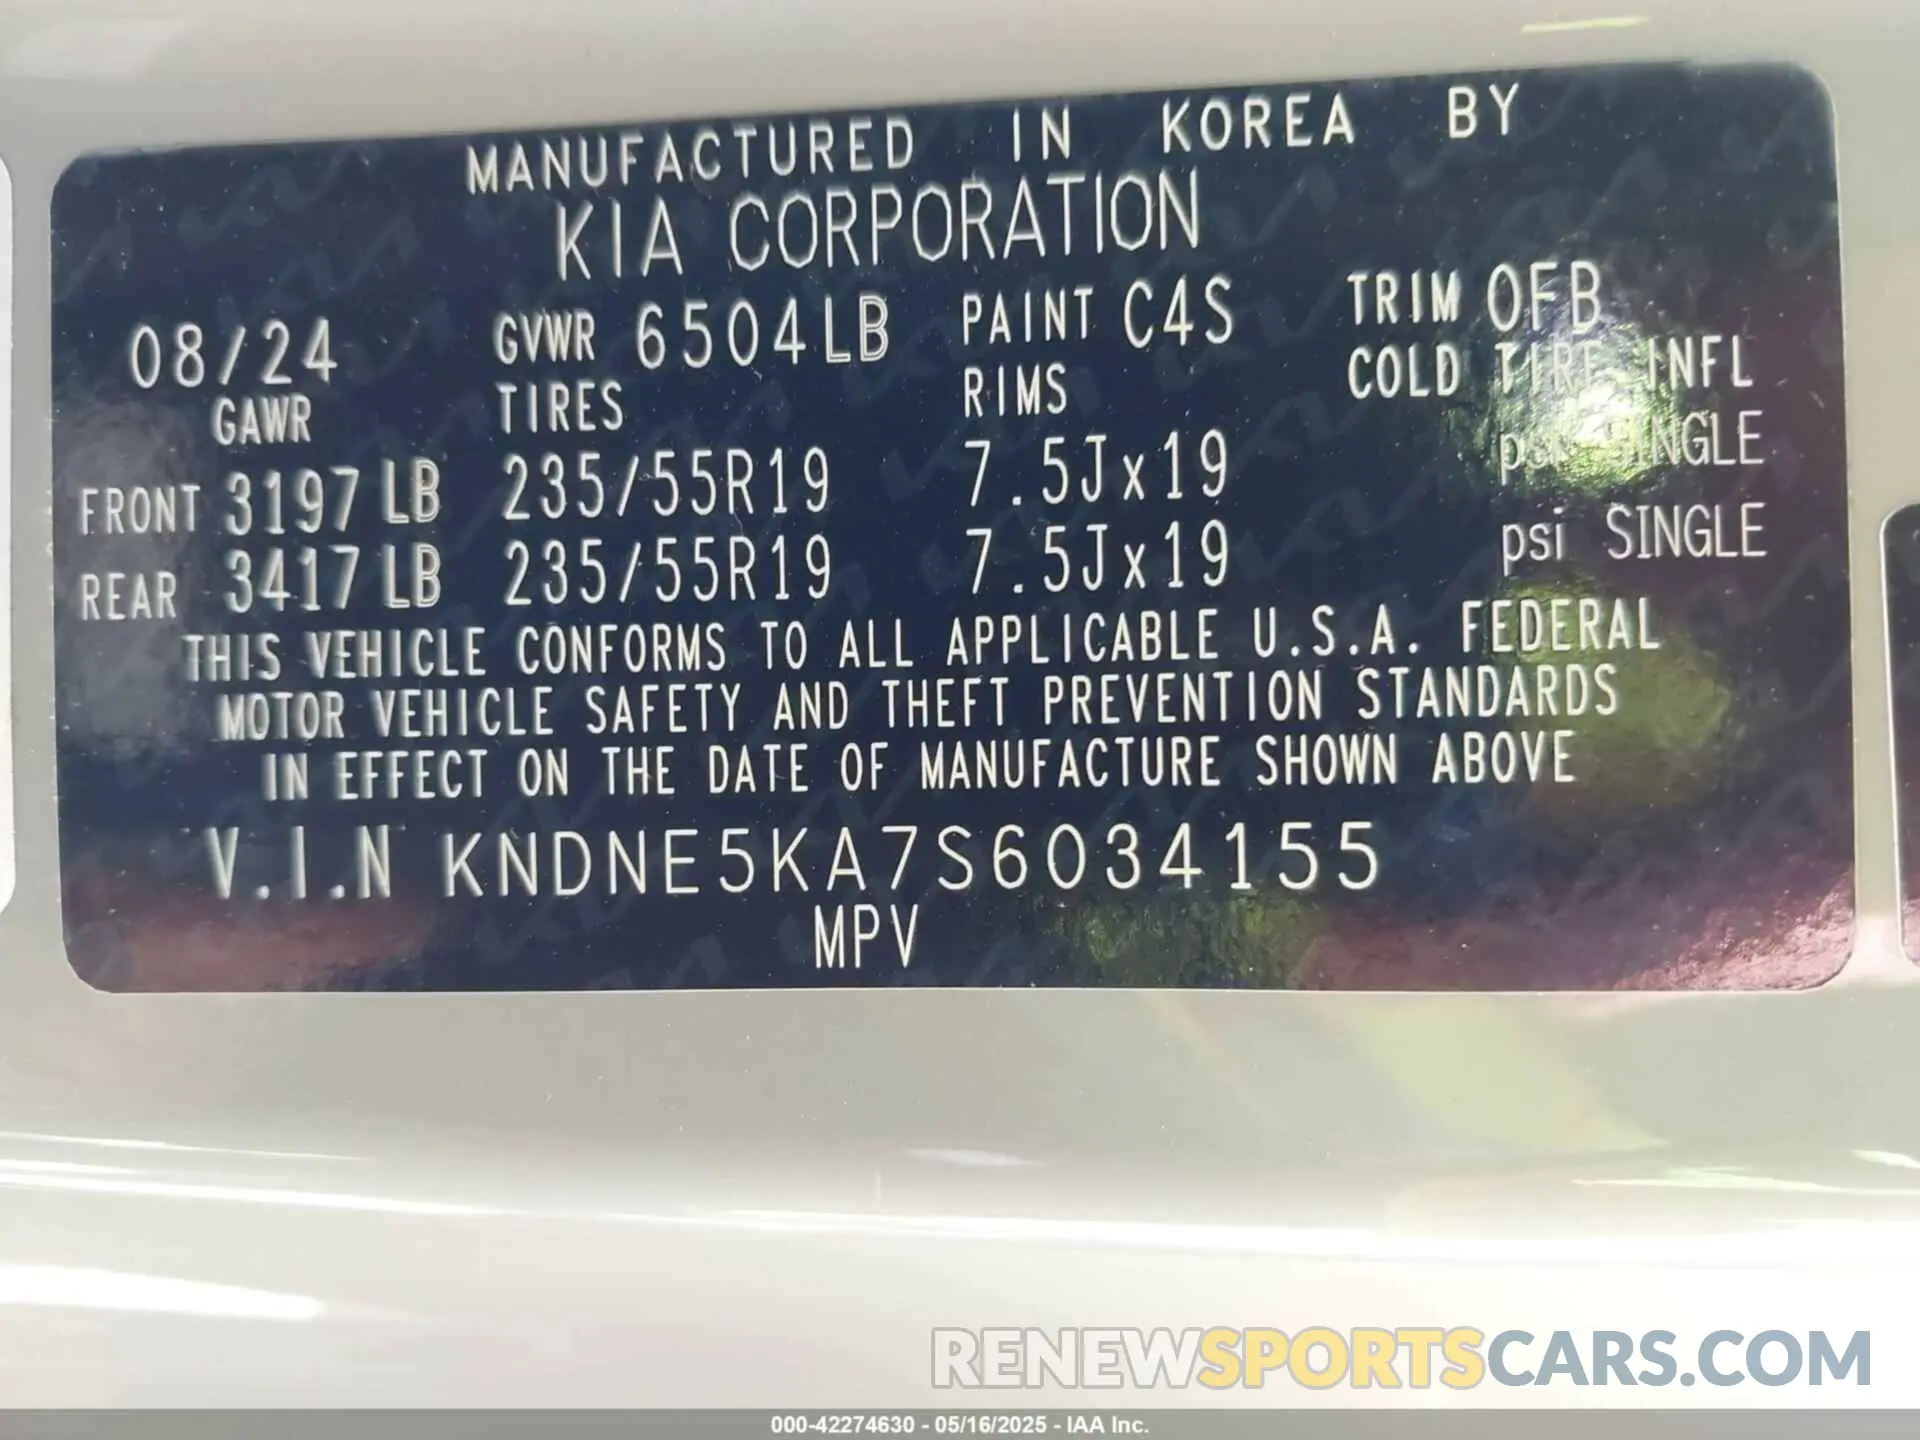 MANUFACTURED IN KOREA BY
KIA CORPORATION
08/24 GVWR 6504LB PAINT C4S TRIM OFB
GAWR TIRES RIMS COLD TIRE INFL
FRONT 3197 LB 235/55R19 7.5Jx19 psi SINGLE
REAR 3417 LB 235/55R19 7.5Jx19 psi SINGLE
THIS VEHICLE CONFORMS TO ALL APPLICABLE U.S.A. FEDERAL
MOTOR VEHICLE SAFETY AND THEFT PREVENTION STANDARDS
IN EFFECT ON THE DATE OF MANUFACTURE SHOWN ABOVE
V.I.N KNDNE5KA7S6034155
MPV
RENEWSPORTSCARS.COM
000-42274630 - 05/16/2025 - IAA Inc.